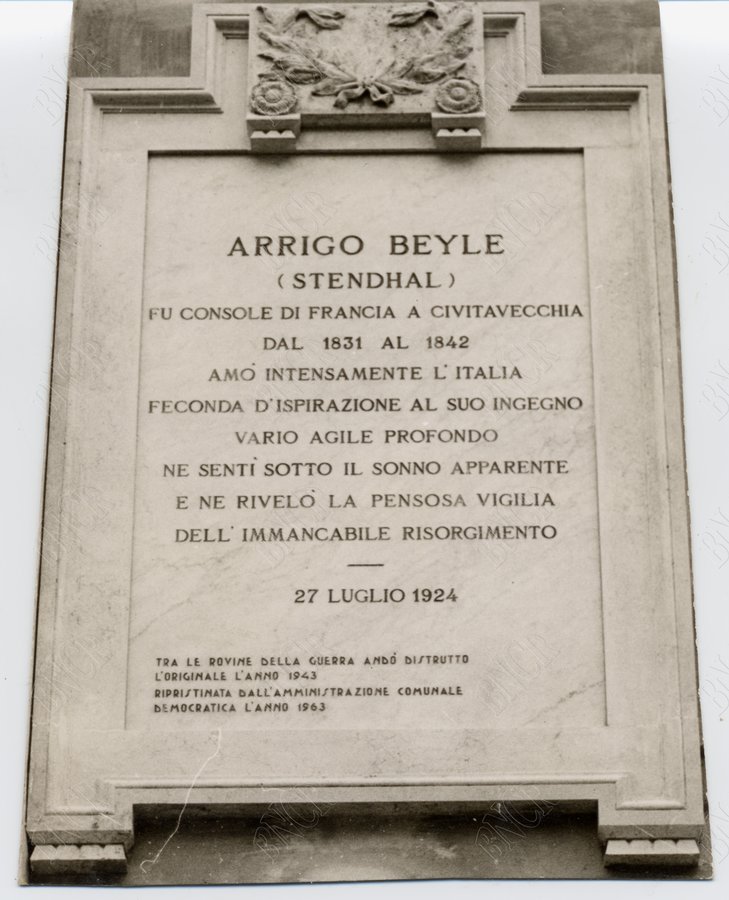 ARRIGO BEYLE
(STENDHAL)
FU CONSOLE DI FRANCIA A CIVITAVECCHIA
DAL 1831 AL 1842
AMÒ INTENSAMENTE L'ITALIA
FECONDA D'ISPIRAZIONE AL SUO INGEGNO
VARIO AGILE PROFONDO
NE SENTÌ SOTTO IL SONNO APPARENTE
E NE RIVELÒ LA PENSOSA VIGILIA
DELL'IMMANCABILE RISORGIMENTO
27 LUGLIO 1924
TRA LE ROVINE DELLA GUERRA ANDÒ DISTRUTTO
L'ORIGINALE L'ANNO 1943
RIPRISTINATA DALL'AMMINISTRAZIONE COMUNALE
DEMOCRATICA L'ANNO 1963